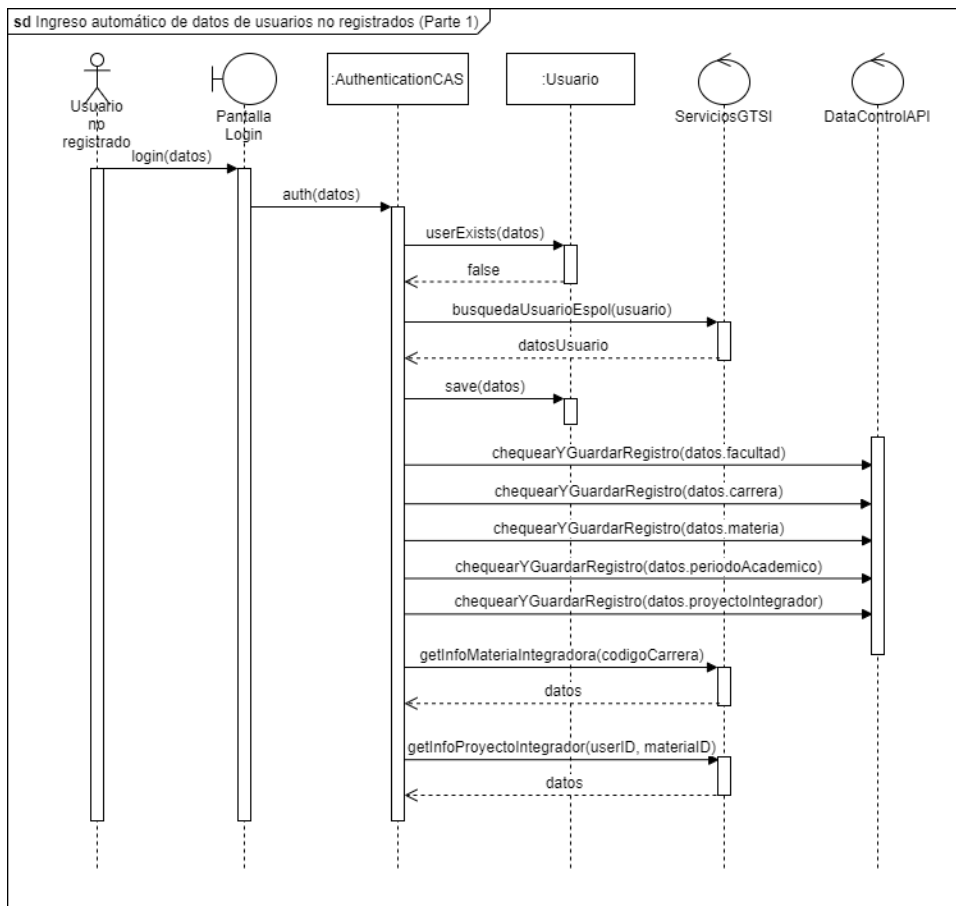 sd Ingreso automático de datos de usuarios no registrados (Parte 1)
Usuario
no
registrado
Pantalla
Login
:AuthenticationCAS
:Usuario
ServiciosGTSI
DataControlAPI
login(datos)
auth(datos)
userExists(datos)
false
busquedaUsuarioEspol(usuario)
datosUsuario
save(datos)
chequearYGuardarRegistro(datos.facultad)
chequearYGuardarRegistro(datos.carrera)
chequearYGuardarRegistro(datos.materia)
chequearYGuardarRegistro(datos.periodoAcademico)
chequearYGuardarRegistro(datos.proyectoIntegrador)
getInfoMateriaIntegradora(codigoCarrera)
datos
getInfoProyectoIntegrador(userID, materiaID)
datos